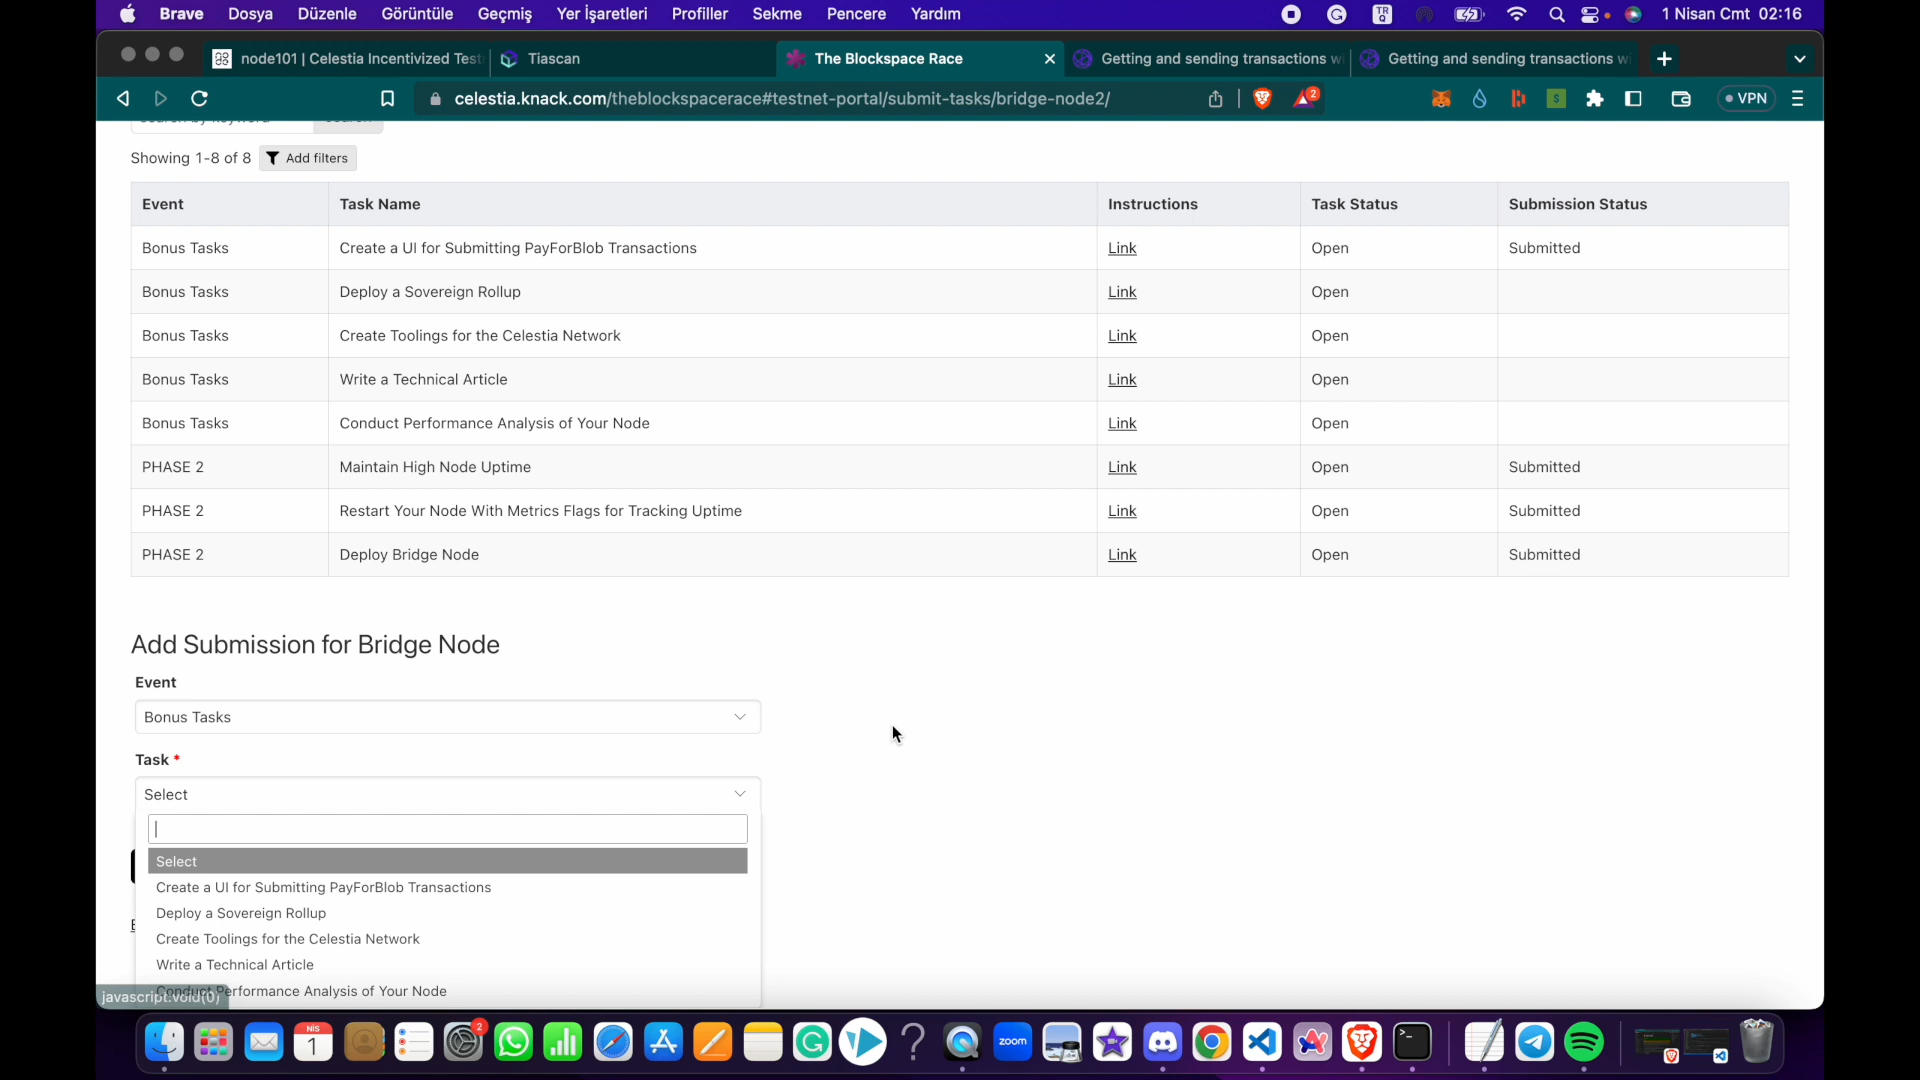 Brave Dosya Düzenle Görüntüle Geçmiş Yer İşaretleri Profiller Sekme Pencere Yardım TR Q 1 Nisan Cmt 02:16
node101 | Celestia Incentivized Test Tiascan The Blockspace Race Getting and sending transactions w Getting and sending transactions w
celestia.knack.com/theblockspacerace#testnet-portal/submit-tasks/bridge-node2/ 2 VPN
Showing 1-8 of 8 Add filters
Event Task Name Instructions Task Status Submission Status
Bonus Tasks Create a UI for Submitting PayForBlob Transactions Link Open Submitted
Bonus Tasks Deploy a Sovereign Rollup Link Open
Bonus Tasks Create Toolings for the Celestia Network Link Open
Bonus Tasks Write a Technical Article Link Open
Bonus Tasks Conduct Performance Analysis of Your Node Link Open
PHASE 2 Maintain High Node Uptime Link Open Submitted
PHASE 2 Restart Your Node With Metrics Flags for Tracking Uptime Link Open Submitted
PHASE 2 Deploy Bridge Node Link Open Submitted
Add Submission for Bridge Node
Event
Bonus Tasks
Task *
Select
Select
Create a UI for Submitting PayForBlob Transactions
Deploy a Sovereign Rollup
Create Toolings for the Celestia Network
Write a Technical Article
Conduct Performance Analysis of Your Node
javascript:void(0)
NİS
1 2 zoom